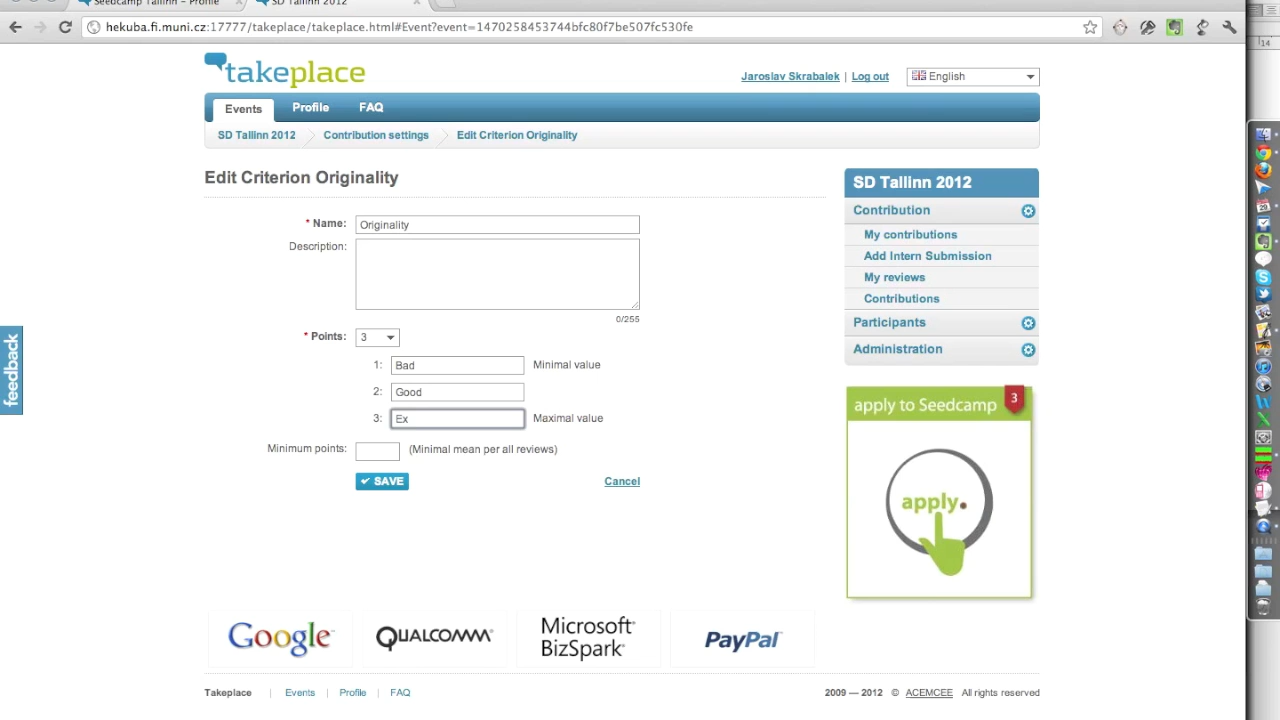 Seedcamp Tallinn – Profile
SD Tallinn 2012
hekuba.fi.muni.cz:17777/takeplace/takeplace.html#Event?event=1470258453744bfc80f7be507fc530fe
takeplace
Jaroslav Skrabalek | Log out English
Events Profile FAQ
SD Tallinn 2012 Contribution settings Edit Criterion Originality
Edit Criterion Originality
* Name: Originality
Description:
0/255
* Points: 3
1: Bad Minimal value
2: Good
3: Ex Maximal value
Minimum points: (Minimal mean per all reviews)
SAVE Cancel
SD Tallinn 2012
Contribution
My contributions
Add Intern Submission
My reviews
Contributions
Participants
Administration
apply to Seedcamp 3
apply.
feedback
Google
QUALCOMM
Microsoft
BizSpark
PayPal
Takeplace | Events | Profile | FAQ
2009 — 2012 © ACEMCEE All rights reserved
14